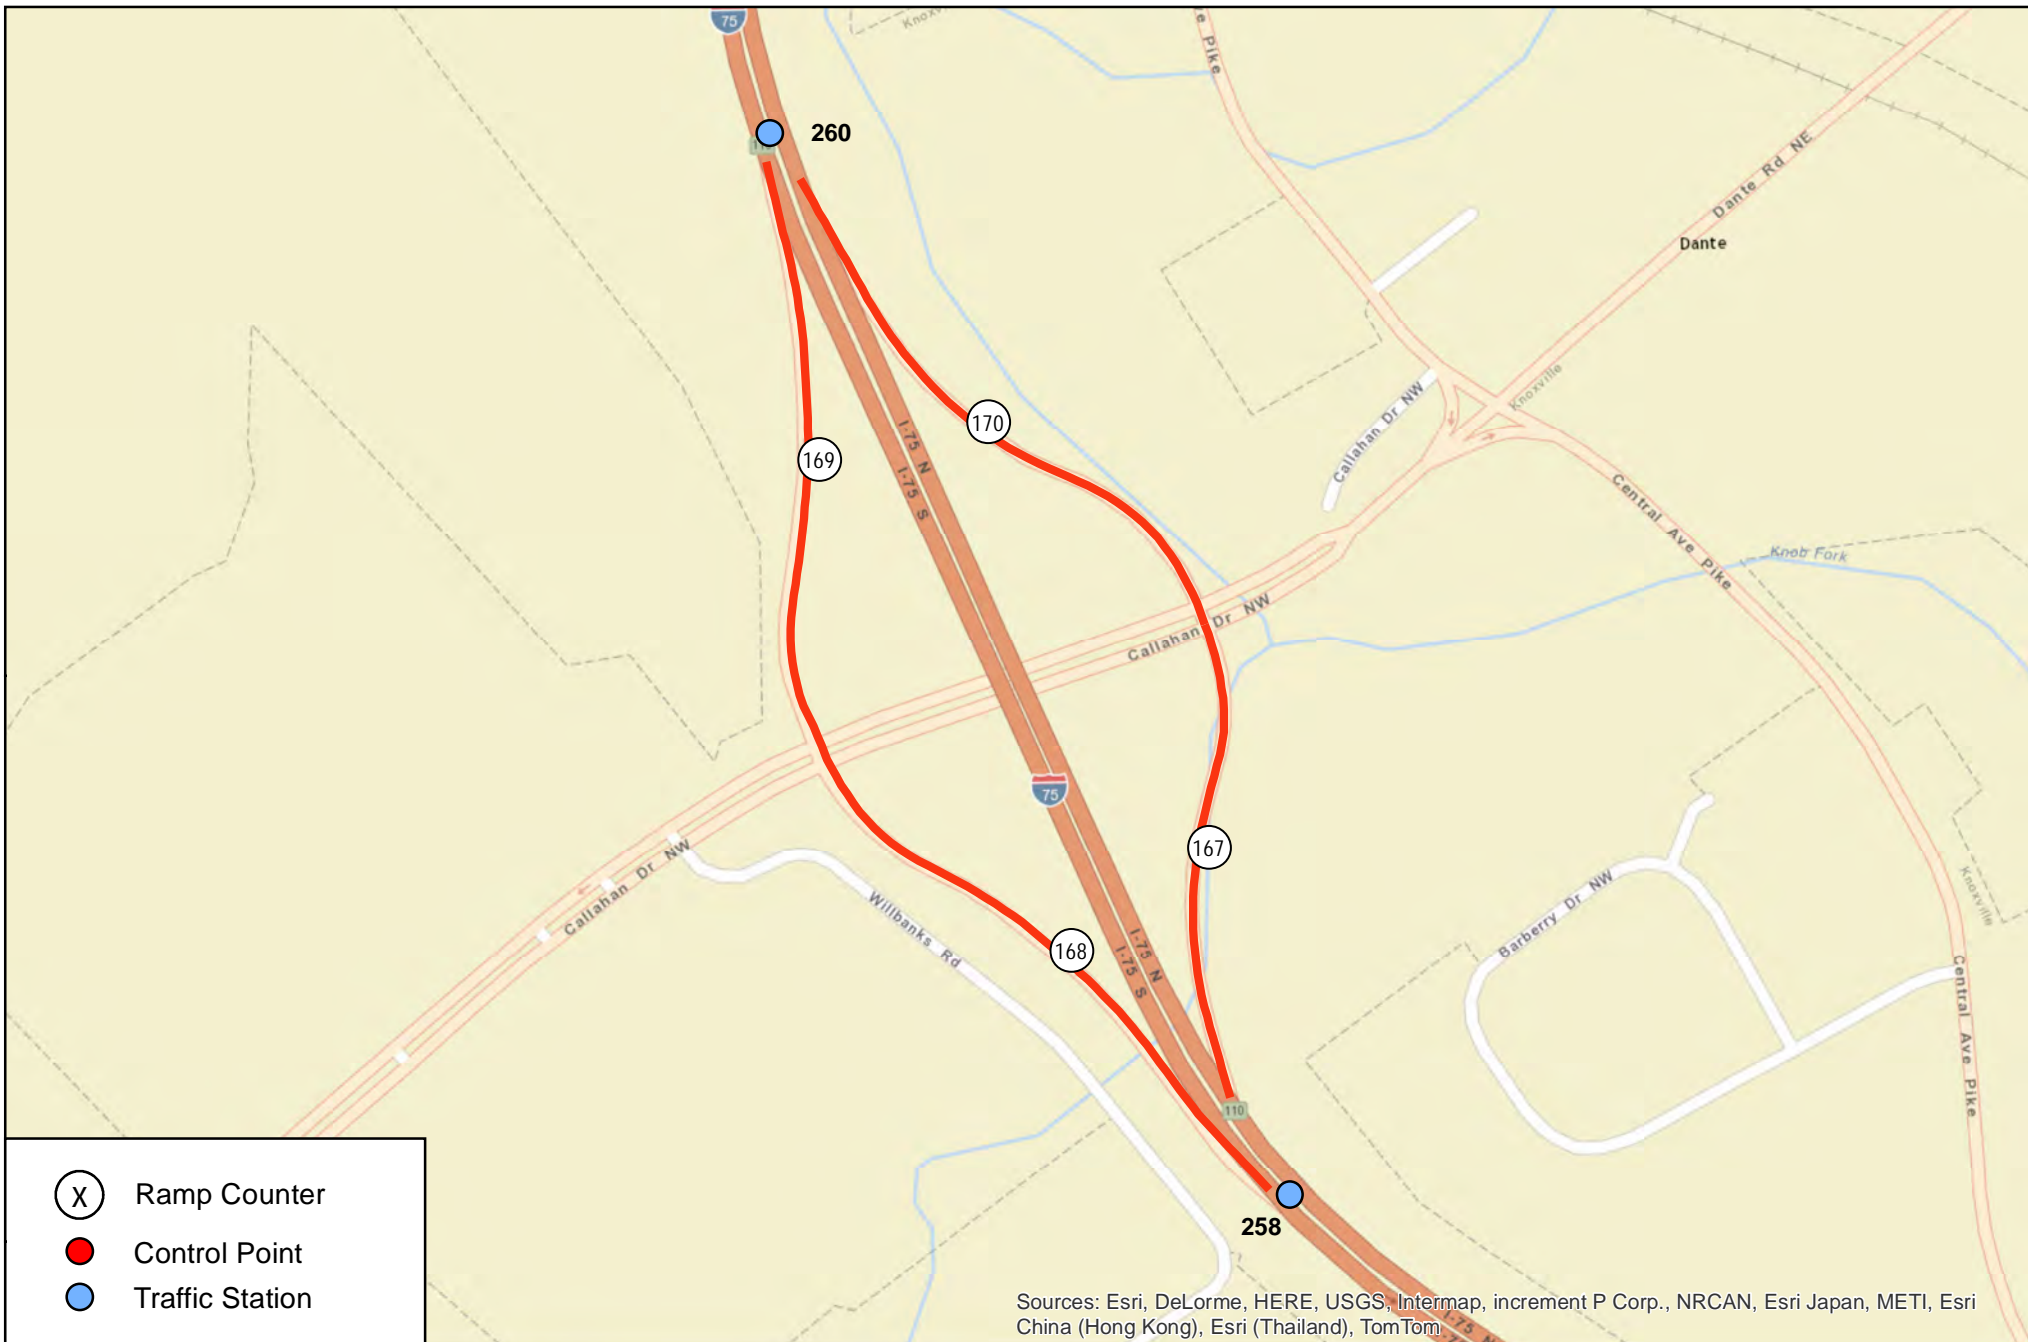 75
260
170
169
I-75 N
I-75 S
Dante Rd NE
Dante
Knoxville
Callahan Dr NW
Central Ave Pike
Knob Fork
Callahan Dr NW
75
167
Callahan Dr NW
Willbanks Rd
168
I-75 N
I-75 S
Barberry Dr NW
Knoxville
Central Ave Pike
110
258
X Ramp Counter
Control Point
Traffic Station
Sources: Esri, DeLorme, HERE, USGS, Intermap, increment P Corp., NRCAN, Esri Japan, METI, Esri
China (Hong Kong), Esri (Thailand), TomTom
I-75 N